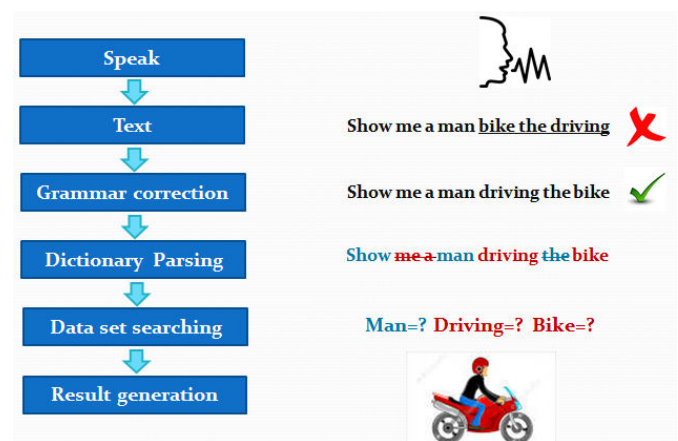 Speak
Text
Show me a man bike the driving
Grammar correction
Show me a man driving the bike
Dictionary Parsing
Show me a man driving the bike
Data set searching
Man=? Driving=? Bike=?
Result generation